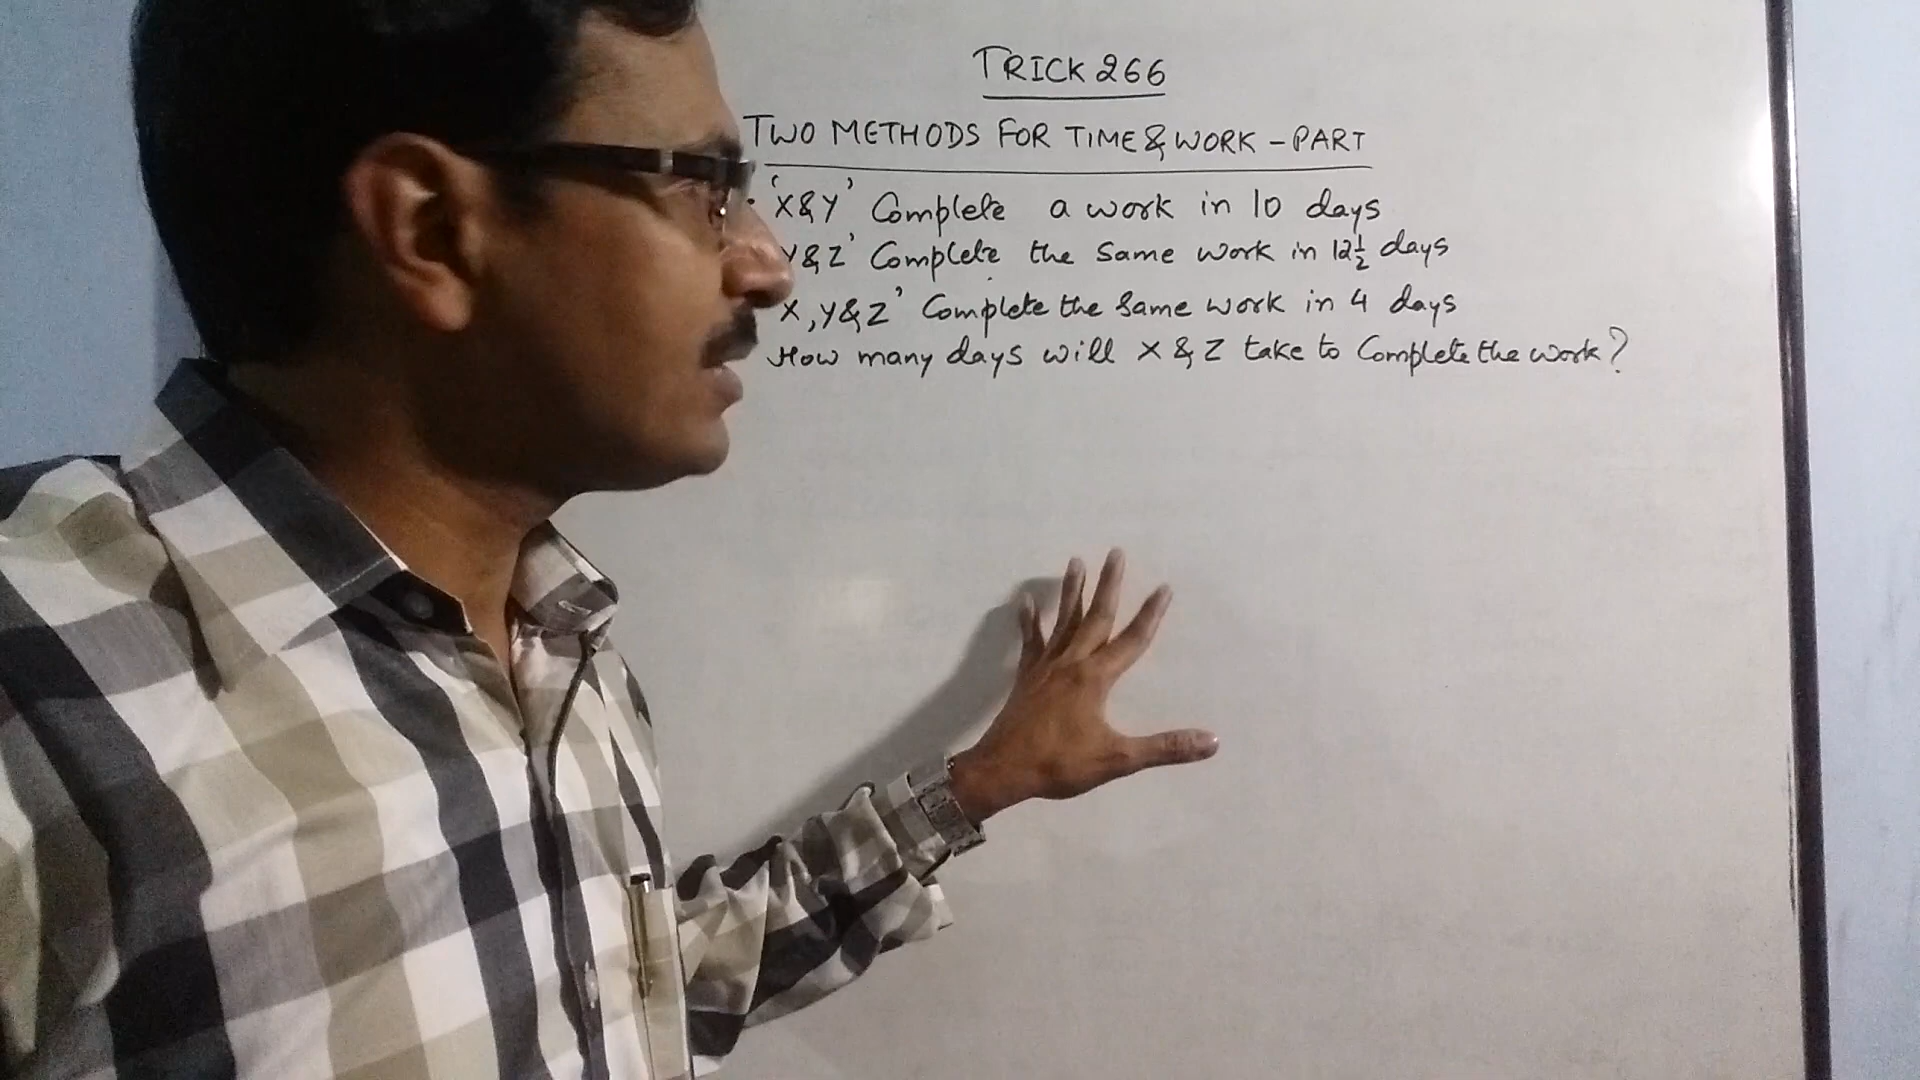 TRICK 266
TWO METHODS FOR TIME & WORK - PART
'X&Y' Complete a work in 10 days
Y&Z' Complete the Same work in 12½ days
X, Y&Z' Complete the Same work in 4 days
How many days will X & Z take to Complete the work?